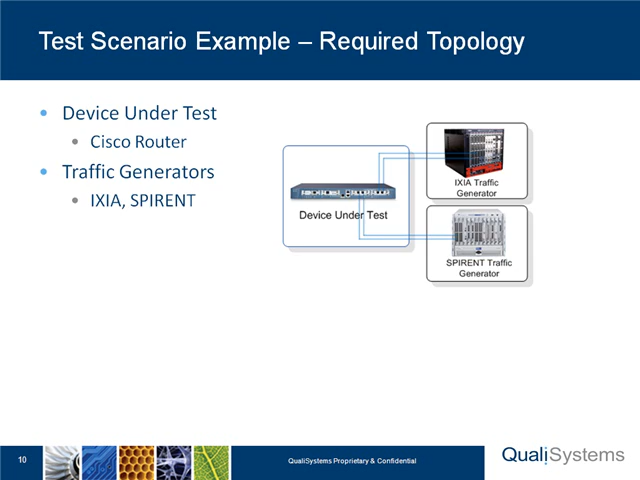 Test Scenario Example – Required Topology
• Device Under Test
• Cisco Router
• Traffic Generators
• IXIA, SPIRENT
Device Under Test
IXIA Traffic
Generator
SPIRENT Traffic
Generator
10
QualiSystems Proprietary & Confidential
QualiSystems